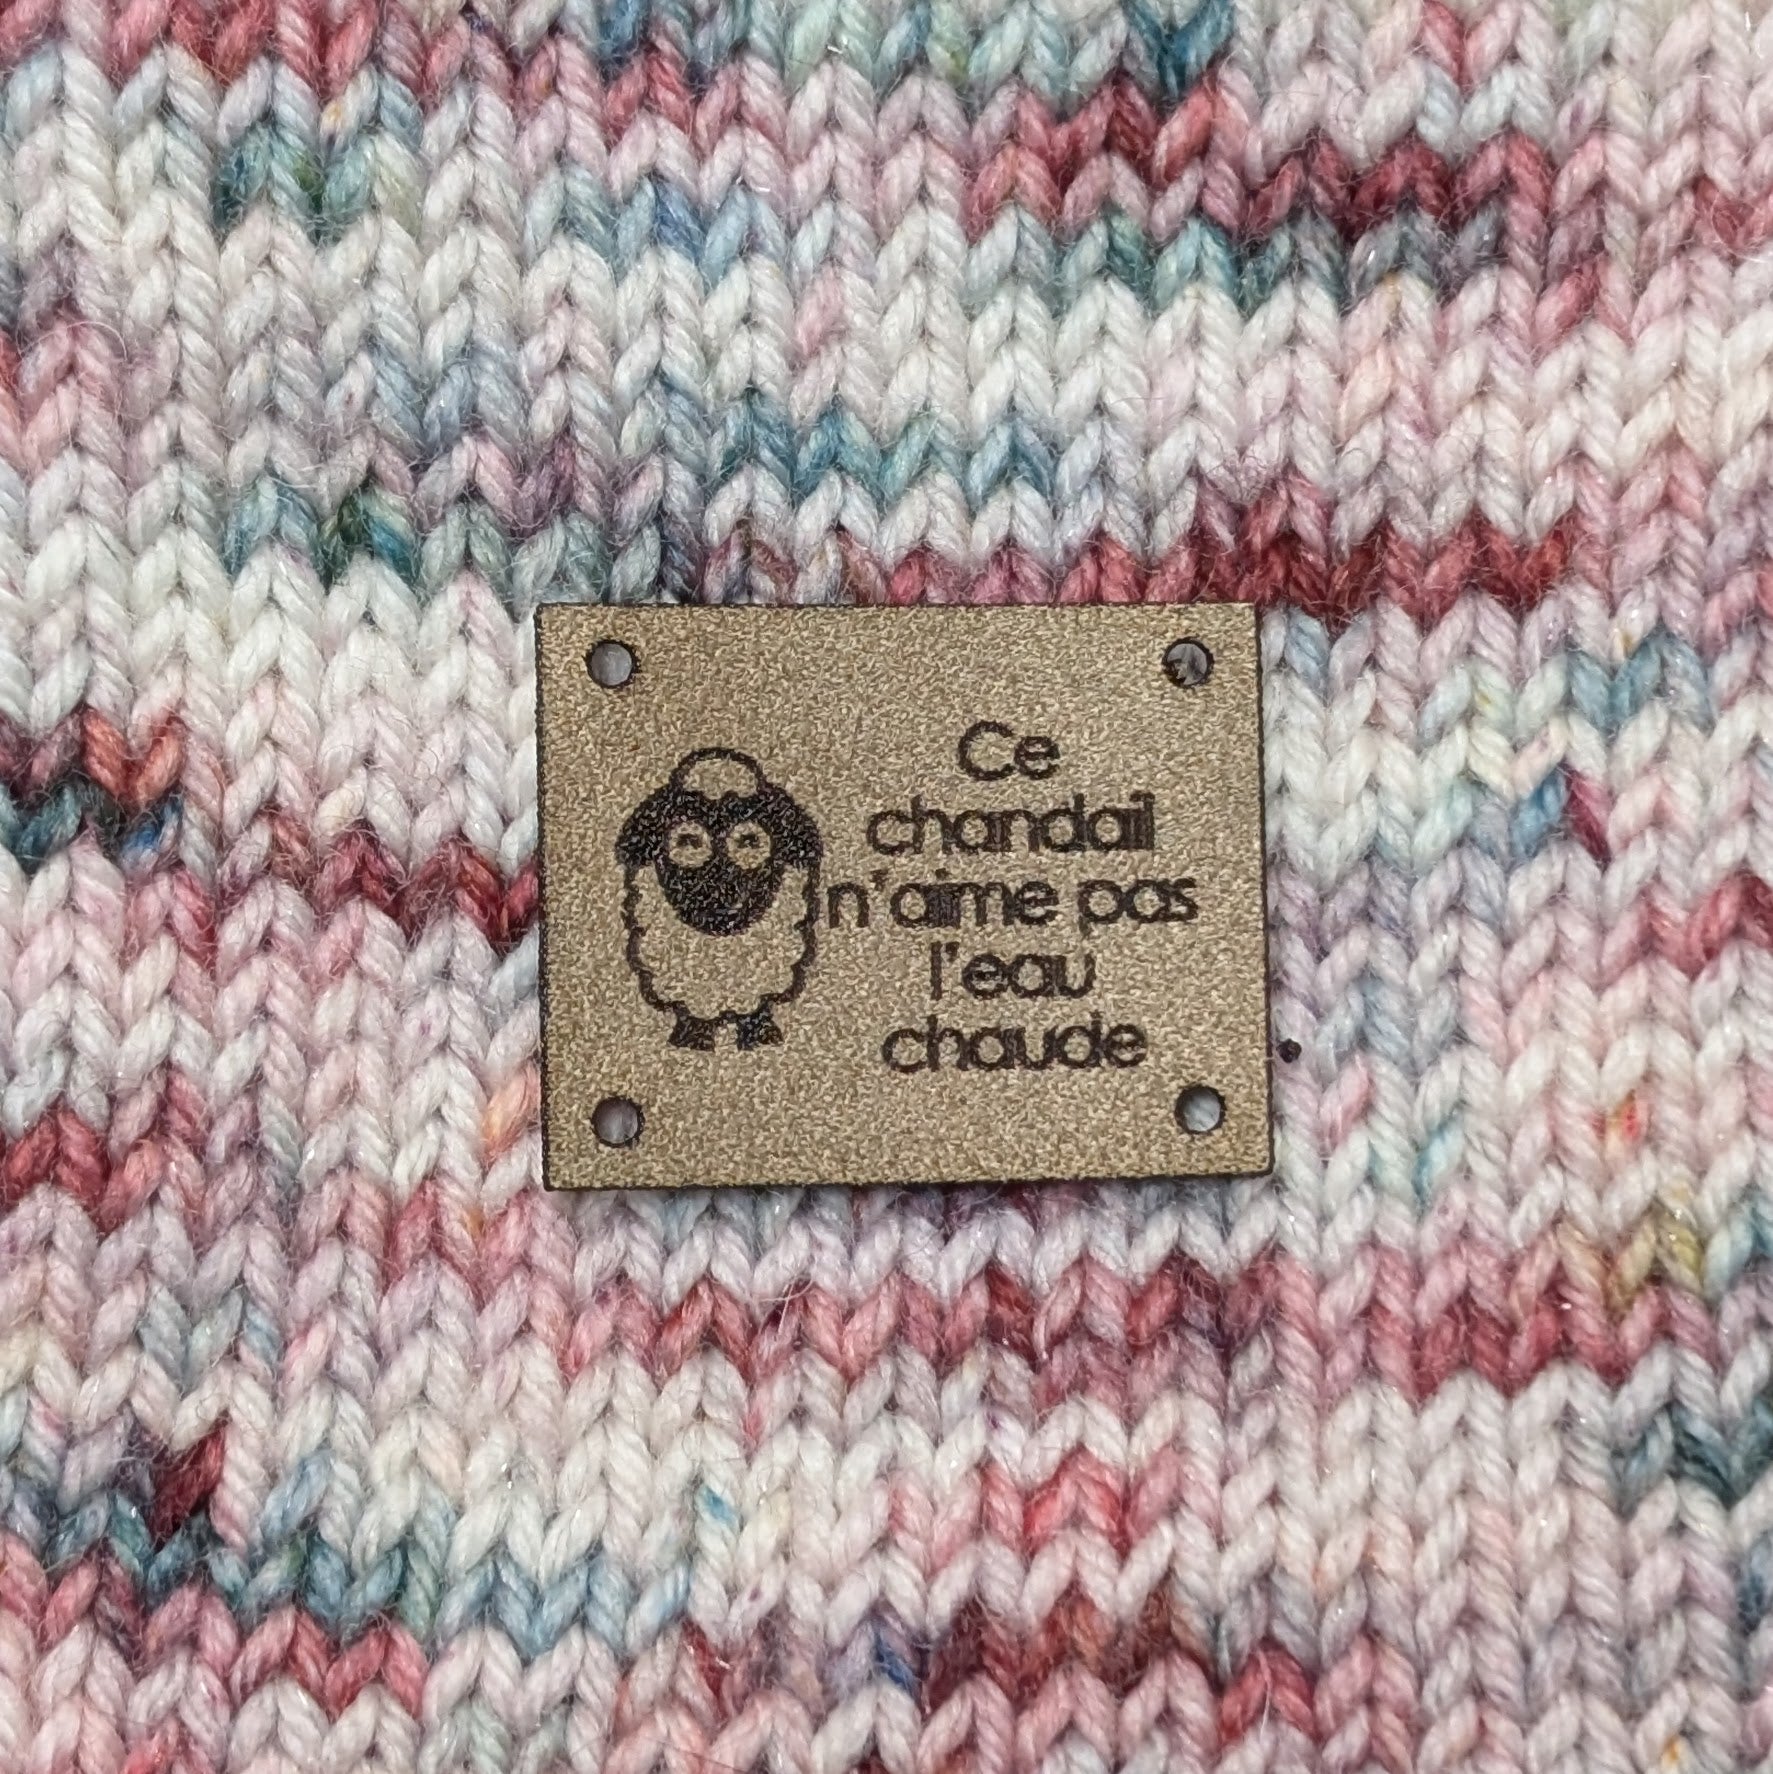 Ce
chandail
n'aime pas
l'eau
chaude